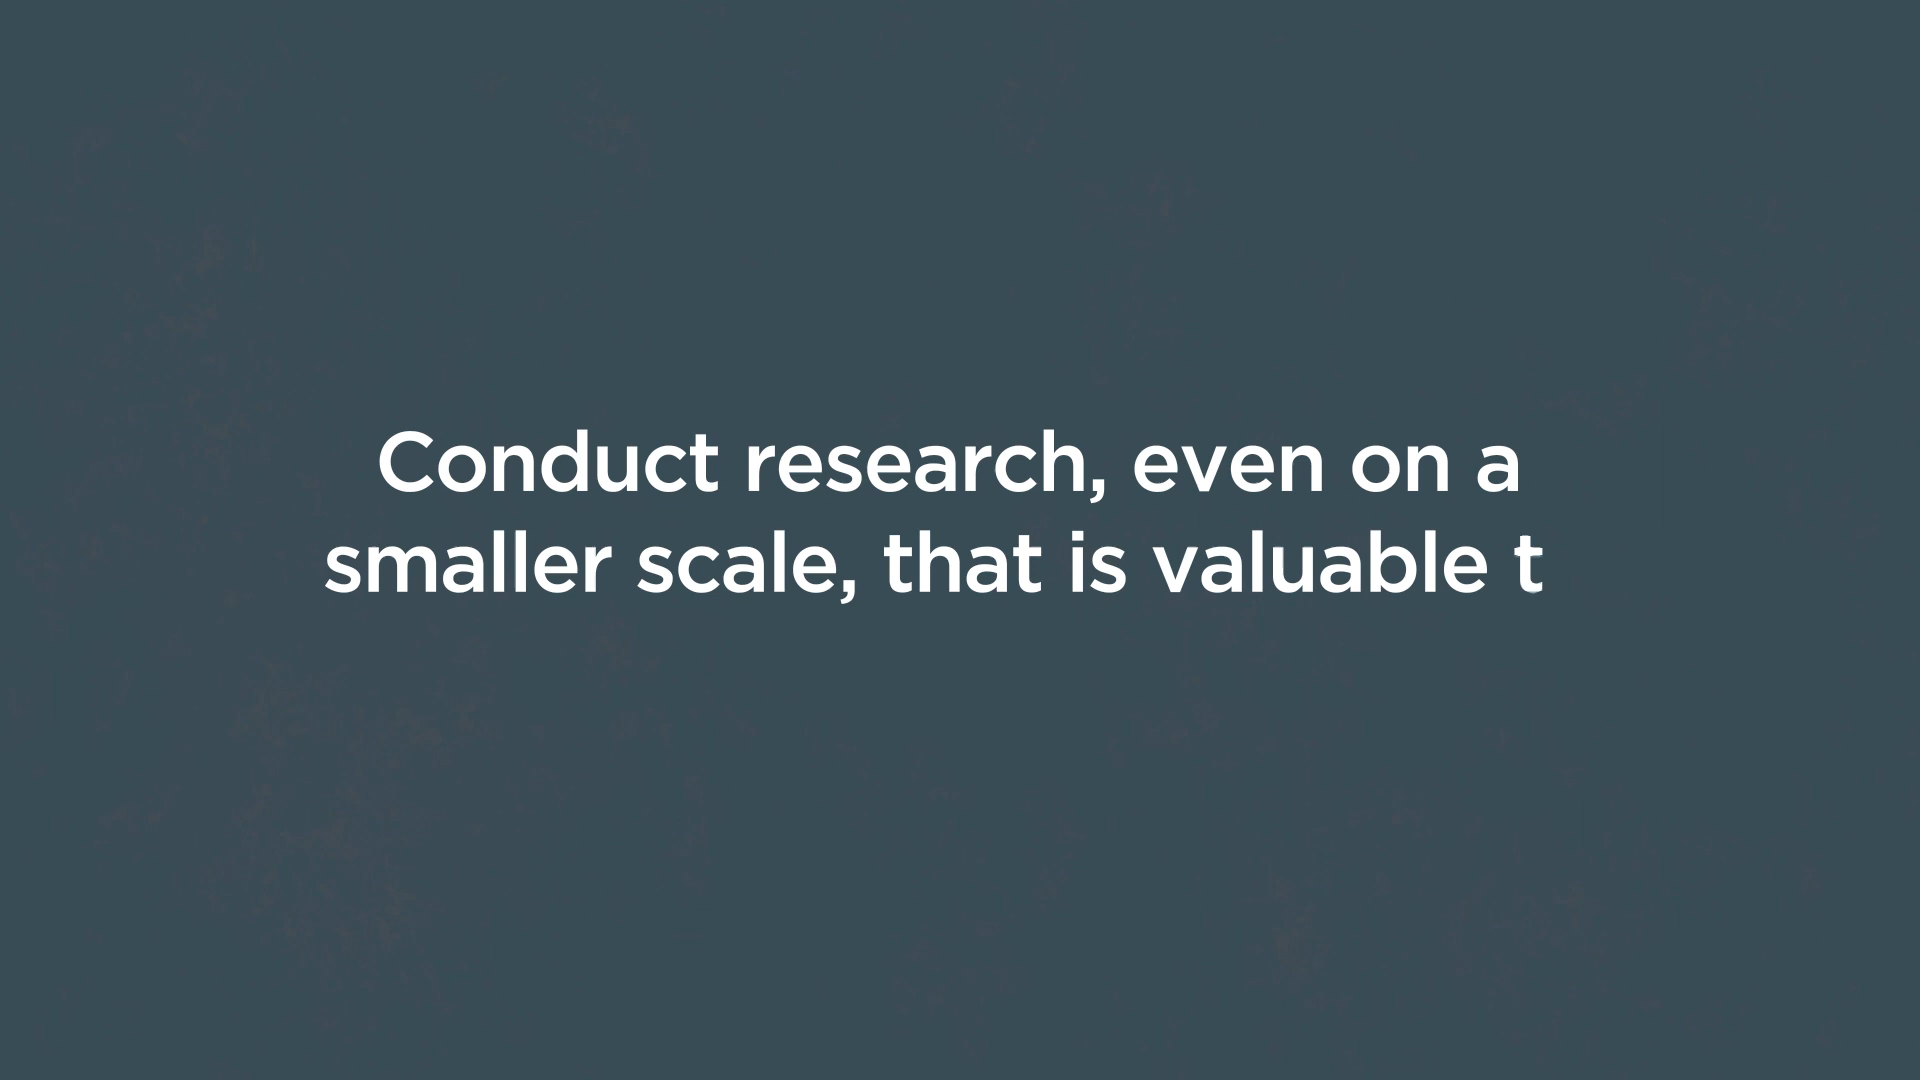 Conduct research, even on a
smaller scale, that is valuable t